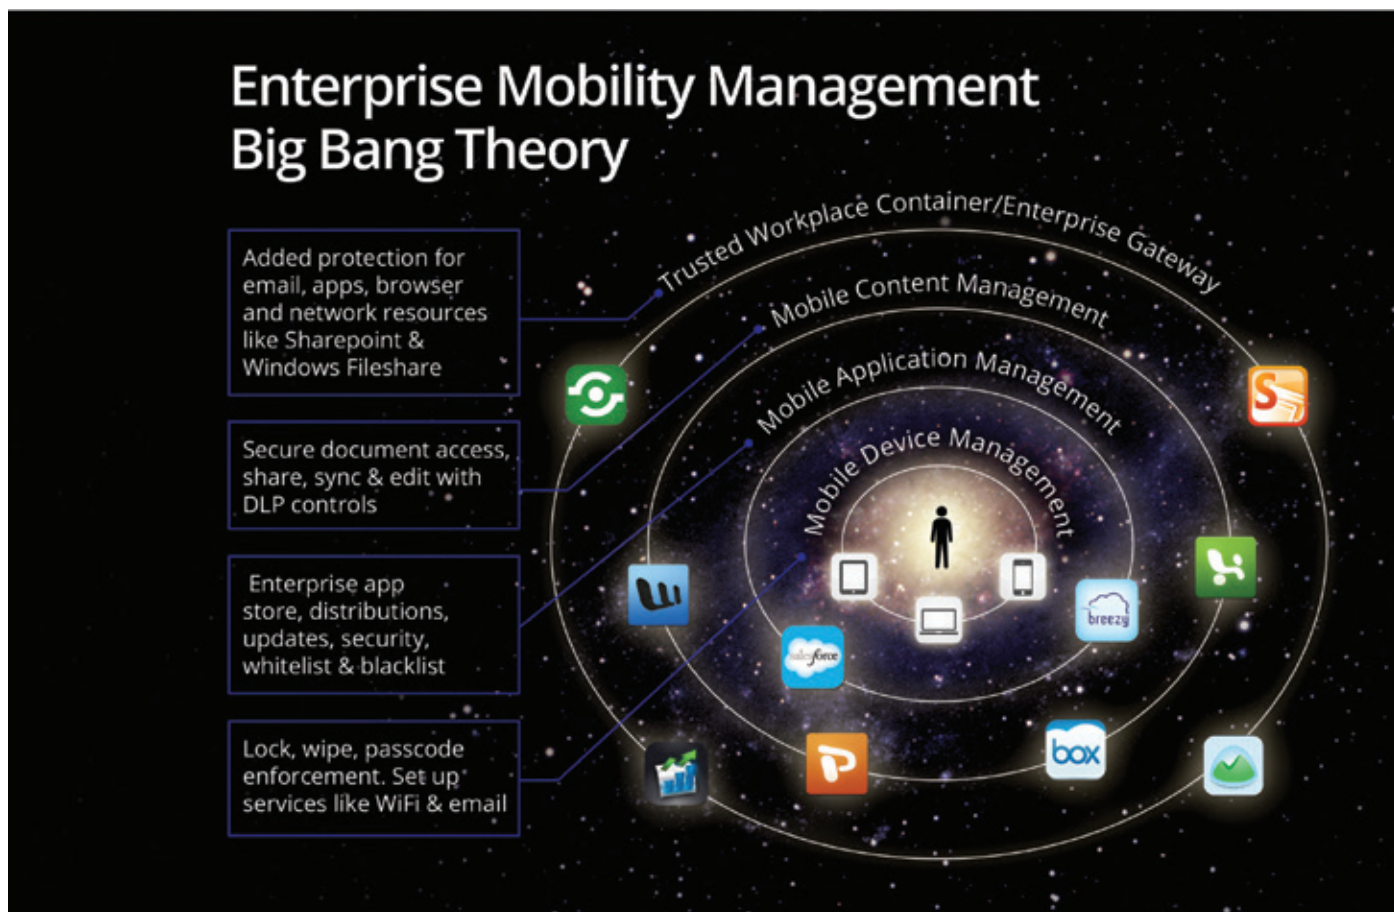 Enterprise Mobility Management
Big Bang Theory
Trusted Workplace Container/Enterprise Gateway
Mobile Content Management
Mobile Application Management
Mobile Device Management
Added protection for
email, apps, browser
and network resources
like Sharepoint &
Windows Fileshare
Secure document access,
share, sync & edit with
DLP controls
Enterprise app
store, distributions,
updates, security,
whitelist & blacklist
Lock, wipe, passcode
enforcement. Set up
services like WiFi & email
S
breezy
salesforce
box